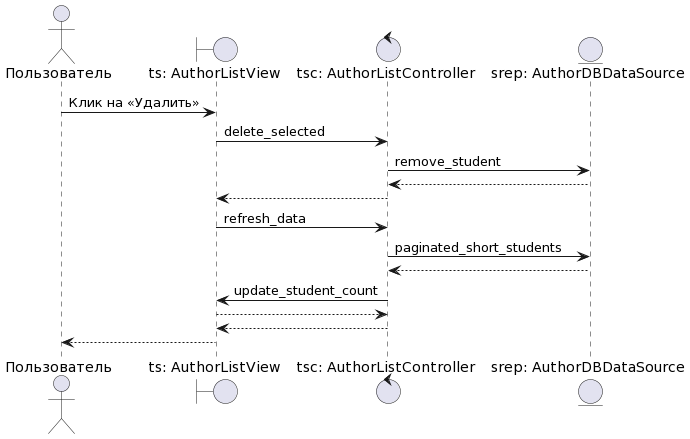 Пользователь
ts: AuthorListView
tsc: AuthorListController
srep: AuthorDBDataSource
Клик на «Удалить»
delete_selected
remove_student
refresh_data
paginated_short_students
update_student_count
Пользователь
ts: AuthorListView
tsc: AuthorListController
srep: AuthorDBDataSource